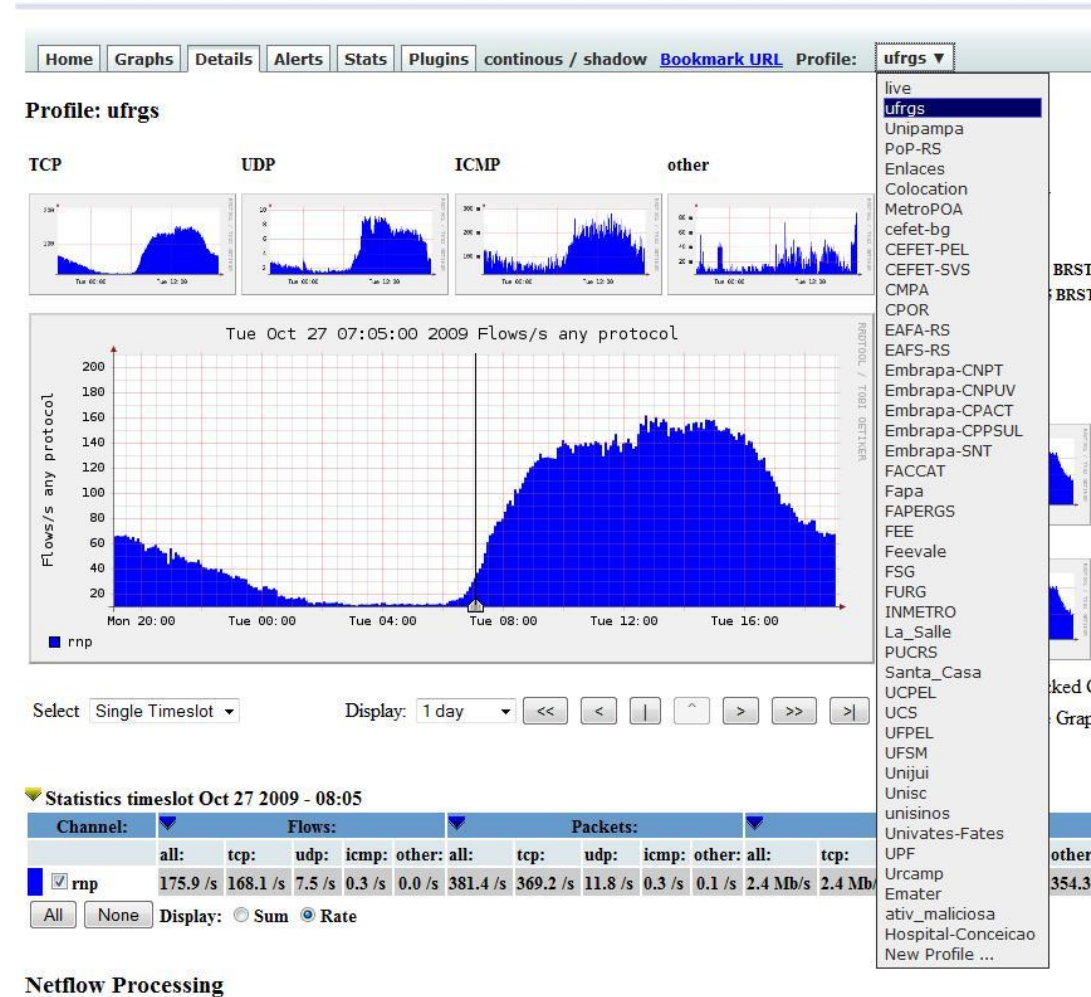 Home Graphs Details Alerts Stats Plugins continous / shadow Bookmark URL Profile: ufrgs ▼
Profile: ufrgs
TCP UDP ICMP other
Tue Oct 27 07:05:00 2009 Flows/s any protocol
RRDTOOL / TOBI OETIKER
Flows/s any protocol
200
180
160
140
120
100
80
60
40
20
Mon 20:00 Tue 00:00 Tue 04:00 Tue 08:00 Tue 12:00 Tue 16:00
rnp
live
ufrgs
Unipampa
PoP-RS
Enlaces
Colocation
MetroPOA
cefet-bg
CEFET-PEL
CEFET-SVS
CMPA
CPOR
EAFA-RS
EAFS-RS
Embrapa-CNPT
Embrapa-CNPUV
Embrapa-CPACT
Embrapa-CPPSUL
Embrapa-SNT
FACCAT
Fapa
FAPERGS
FEE
Feevale
FSG
FURG
INMETRO
La_Salle
PUCRS
Santa_Casa
UCPEL
UCS
UFPEL
UFSM
Unijui
Unisc
unisinos
Univates-Fates
UPF
Urcamp
Emater
ativ_maliciosa
Hospital-Conceicao
New Profile ...
BRST
BRST
Select Single Timeslot Display: 1 day << < | ^ > >> >|
Statistics timeslot Oct 27 2009 - 08:05
Channel: Flows: Packets:
all: tcp: udp: icmp: other: all: tcp: udp: icmp: other: all: tcp: other
rnp 175.9 /s 168.1 /s 7.5 /s 0.3 /s 0.0 /s 381.4 /s 369.2 /s 11.8 /s 0.3 /s 0.1 /s 2.4 Mb/s 2.4 Mb/ 354.3
All None Display: Sum Rate
Netflow Processing